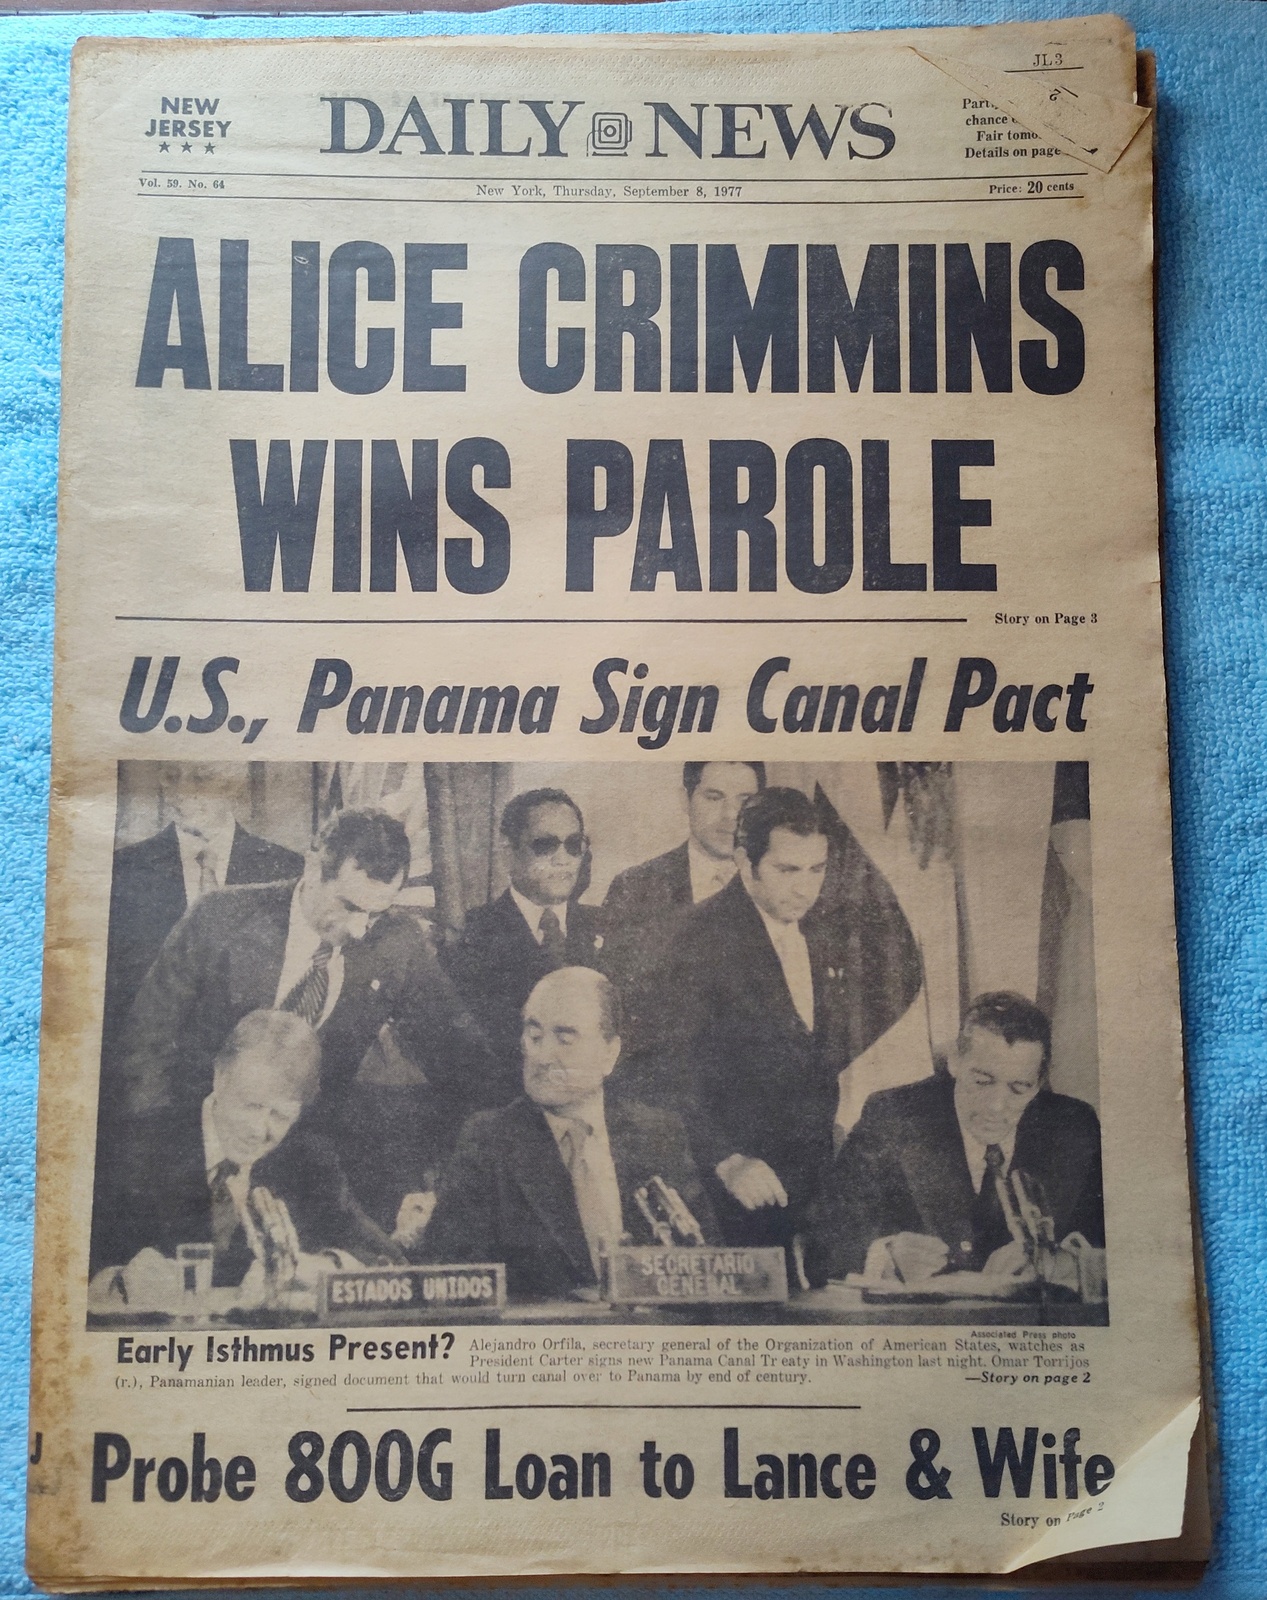 JL3
NEW
JERSEY
★ ★ ★
DAILY NEWS
chance
Fair
Details on page
Vol. 59. No. 64
New York, Thursday, September 8, 1977
Price: 20 cents
ALICE CRIMMINS
WINS PAROLE
Story on Page 3
U.S., Panama Sign Canal Pact
ESTADOS UNIDOS
SECRETARIO
GENERAL
Associated Press photo
Early Isthmus Present?
Alejandro Orfila, secretary general of the Organization of American States, watches as
President Carter signs new Panama Canal Tr eaty in Washington last night. Omar Torrijos
(r.), Panamanian leader, signed document that would turn canal over to Panama by end of century.
—Story on page 2
J
Probe 800G Loan to Lance & Wife
Story on Page 2